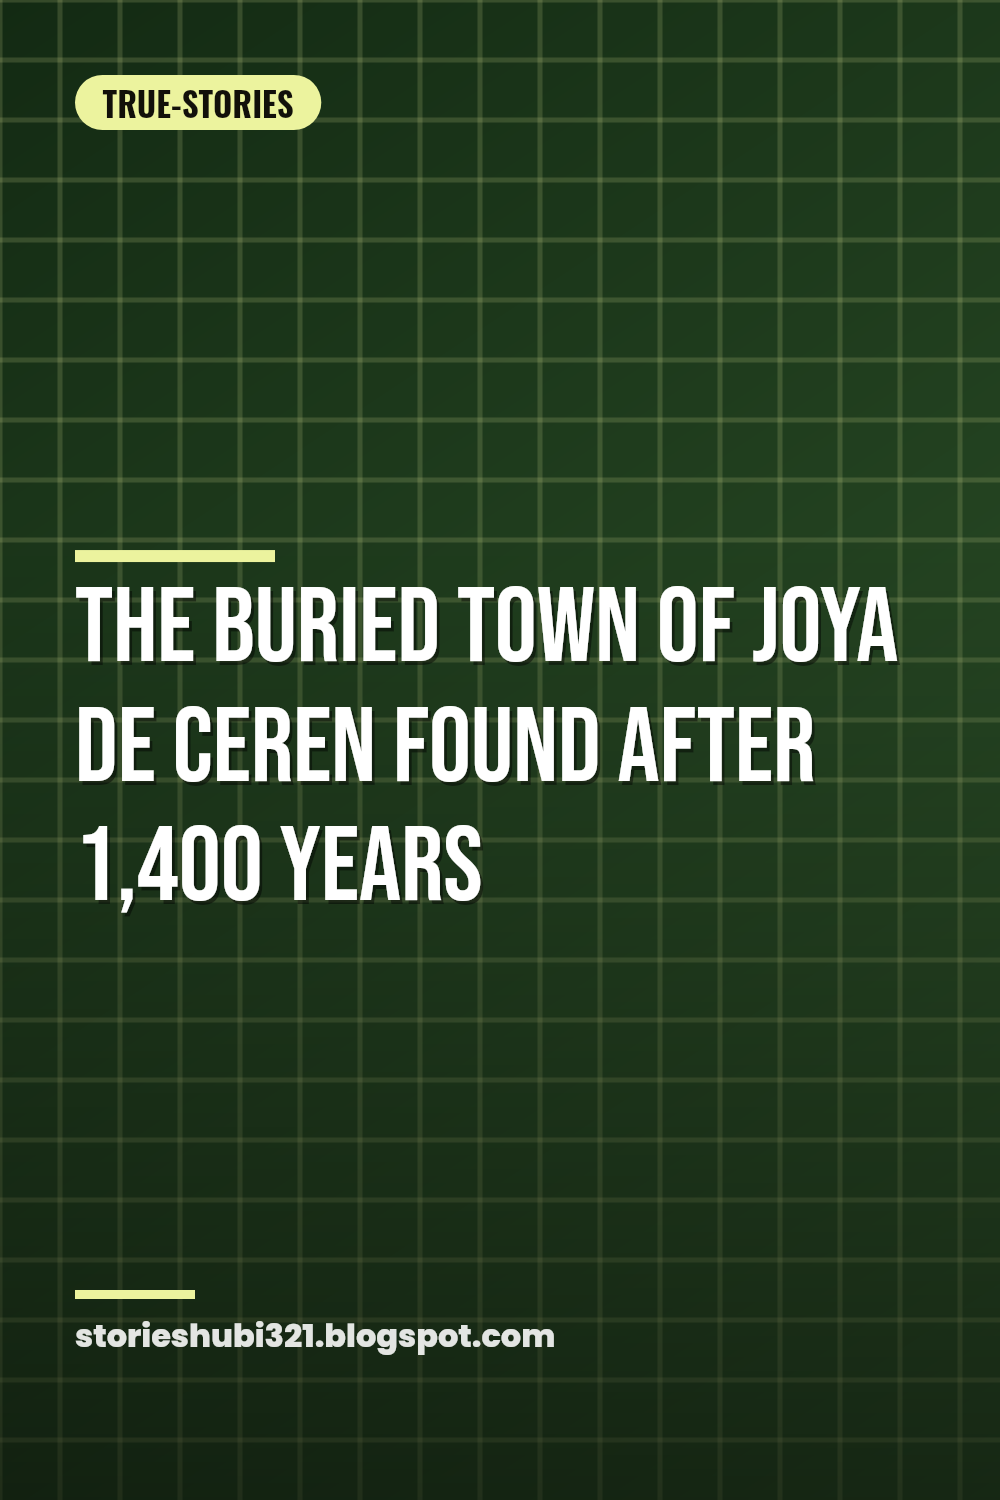 TRUE-STORIES
THE BURIED TOWN OF JOYA
DE CEREN FOUND AFTER
1,400 YEARS
storieshubi321.blogspot.com